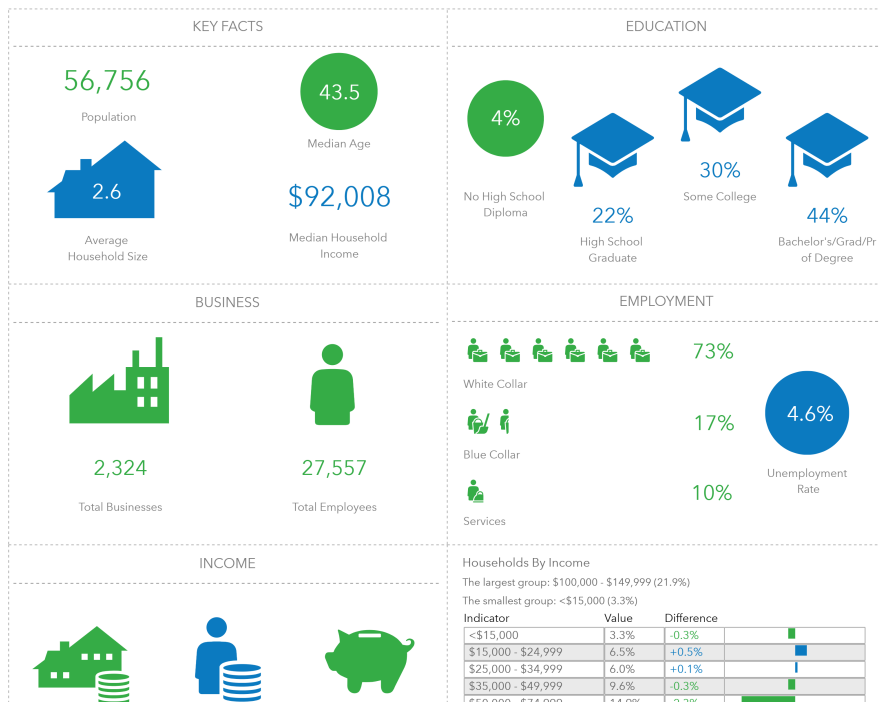 KEY FACTS
56,756
Population
43.5
Median Age
2.6
Average
Household Size
$92,008
Median Household
Income
EDUCATION
4%
No High School
Diploma
22%
High School
Graduate
30%
Some College
44%
Bachelor's/Grad/Pr
of Degree
BUSINESS
2,324
Total Businesses
27,557
Total Employees
EMPLOYMENT
73%
White Collar
17%
Blue Collar
10%
Services
4.6%
Unemployment
Rate
INCOME
Households By Income
The largest group: $100,000 - $149,999 (21.9%)
The smallest group: <$15,000 (3.3%)
Indicator Value Difference
<$15,000 3.3% -0.3%
$15,000 - $24,999 6.5% +0.5%
$25,000 - $34,999 6.0% +0.1%
$35,000 - $49,999 9.6% -0.3%